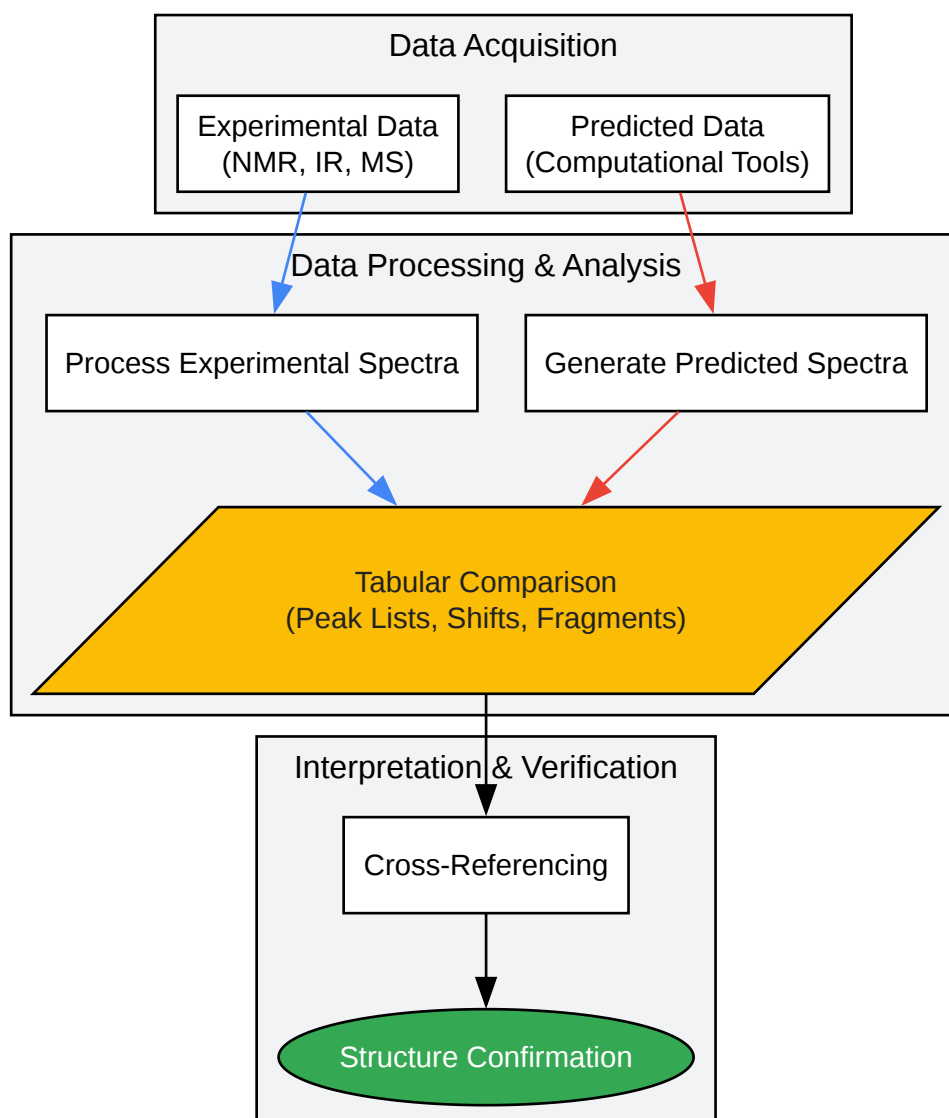 Data Acquisition
Experimental Data
(NMR, IR, MS)
Predicted Data
(Computational Tools)
Data Processing & Analysis
Process Experimental Spectra
Generate Predicted Spectra
Tabular Comparison
(Peak Lists, Shifts, Fragments)
Interpretation & Verification
Cross-Referencing
Structure Confirmation